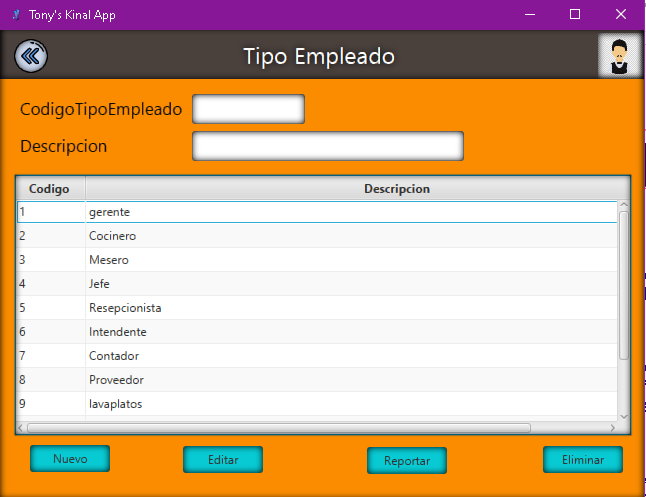 Tony's Kinal App
Tipo Empleado
CodigoTipoEmpleado
Descripcion
Codigo Descripcion
1 gerente
2 Cocinero
3 Mesero
4 Jefe
5 Resepcionista
6 Intendente
7 Contador
8 Proveedor
9 lavaplatos
Nuevo Editar Reportar Eliminar